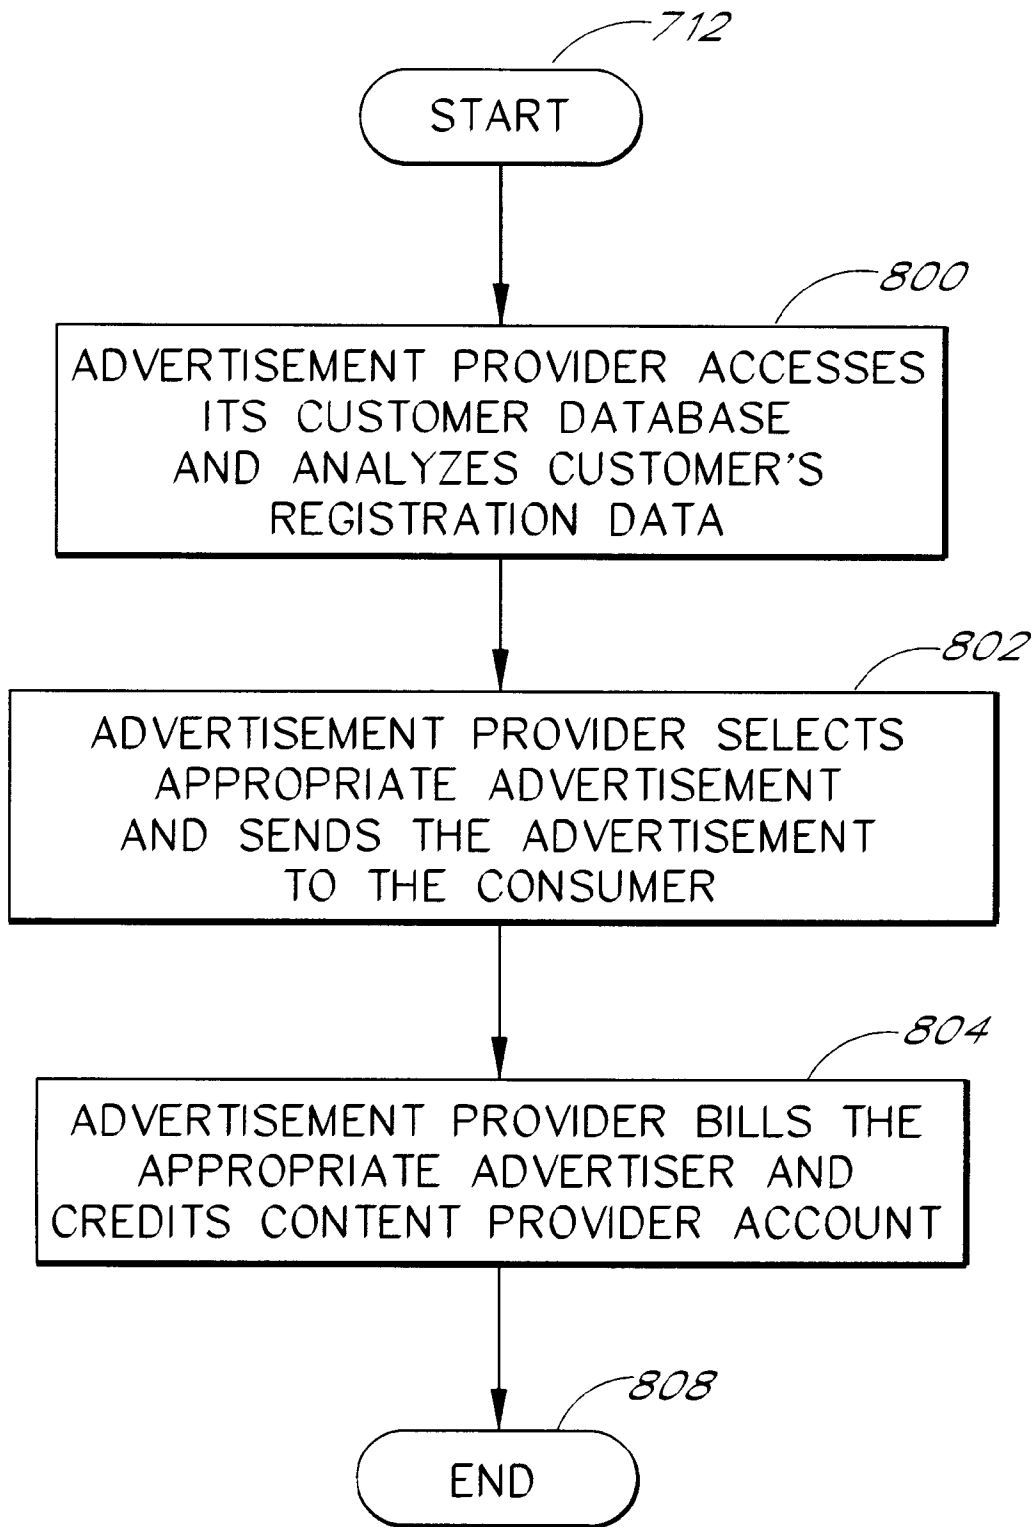 712
START
800
ADVERTISEMENT PROVIDER ACCESSES
ITS CUSTOMER DATABASE
AND ANALYZES CUSTOMER'S
REGISTRATION DATA
802
ADVERTISEMENT PROVIDER SELECTS
APPROPRIATE ADVERTISEMENT
AND SENDS THE ADVERTISEMENT
TO THE CONSUMER
804
ADVERTISEMENT PROVIDER BILLS THE
APPROPRIATE ADVERTISER AND
CREDITS CONTENT PROVIDER ACCOUNT
808
END